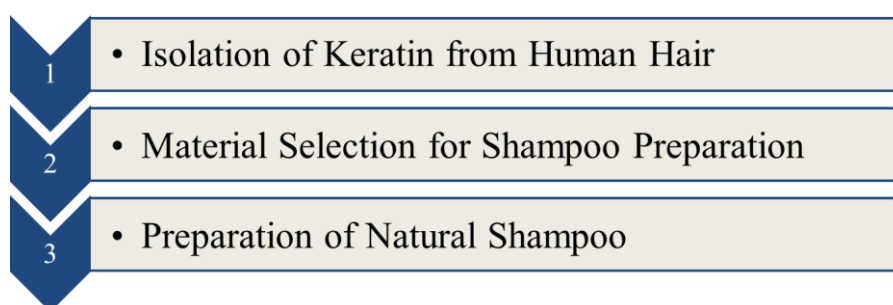 1 • Isolation of Keratin from Human Hair
2 • Material Selection for Shampoo Preparation
3 • Preparation of Natural Shampoo